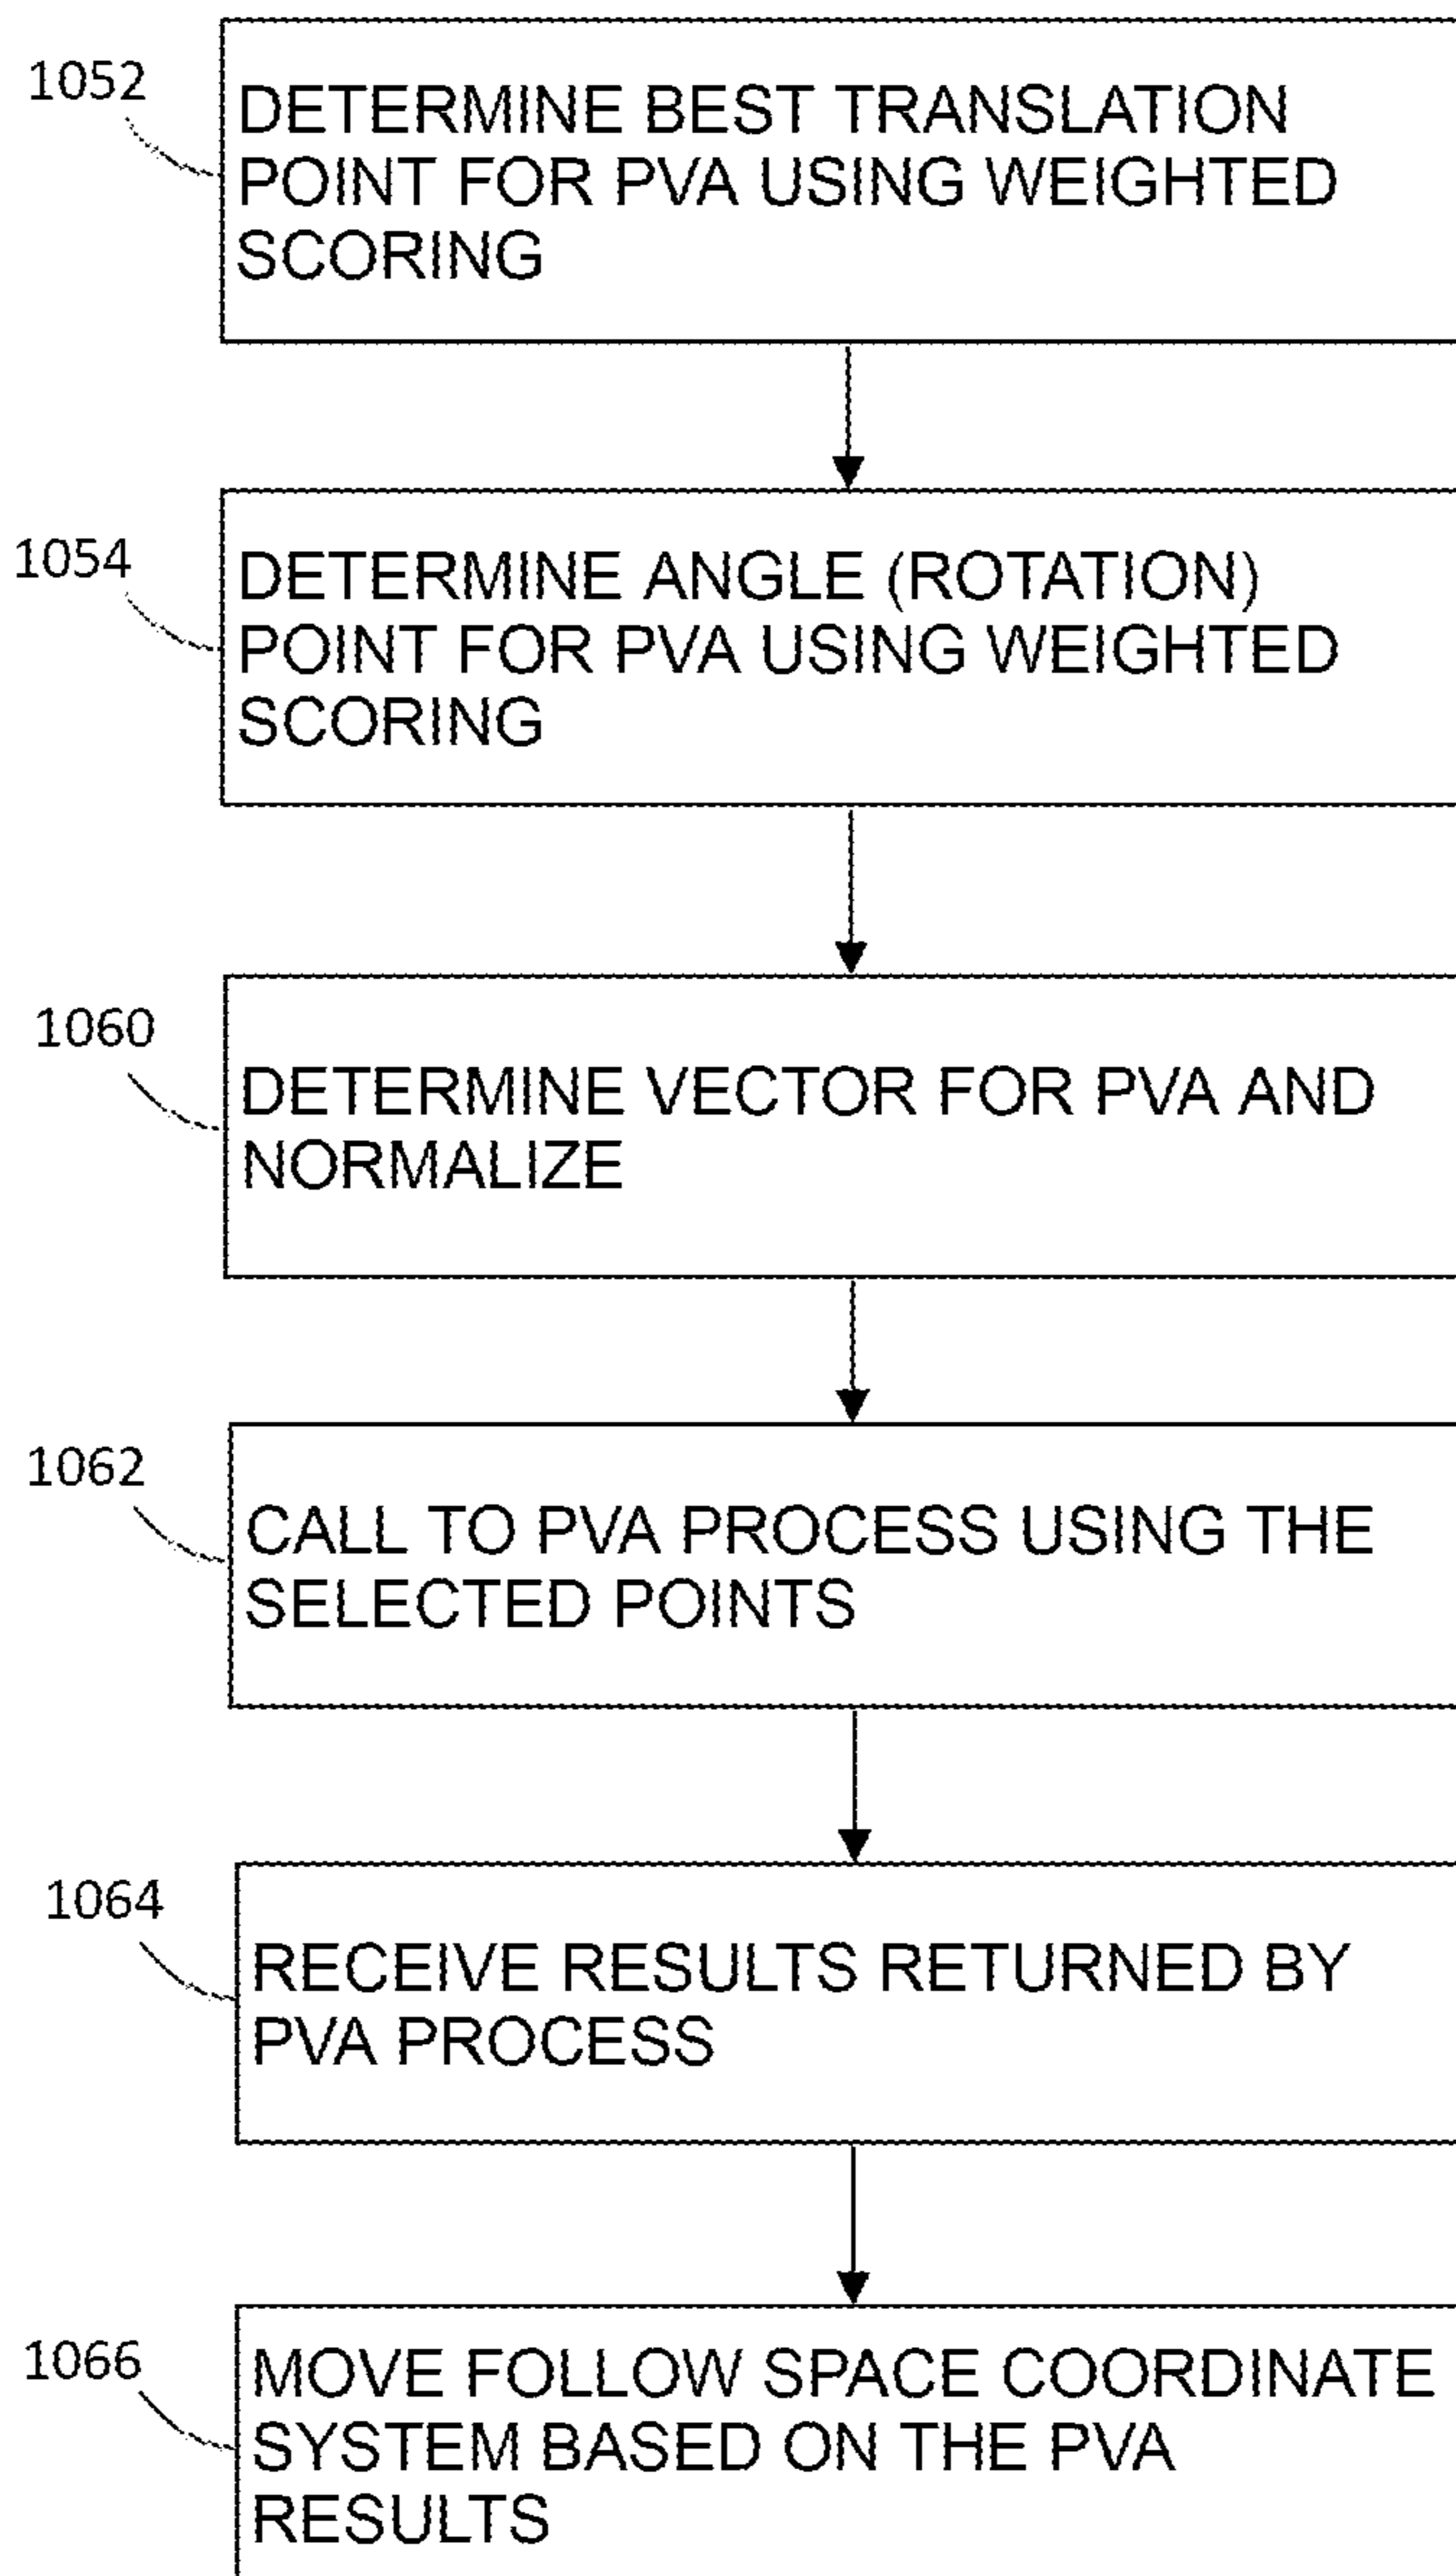 1052
DETERMINE BEST TRANSLATION
POINT FOR PVA USING WEIGHTED
SCORING
1054
DETERMINE ANGLE (ROTATION)
POINT FOR PVA USING WEIGHTED
SCORING
1060
DETERMINE VECTOR FOR PVA AND
NORMALIZE
1062
CALL TO PVA PROCESS USING THE
SELECTED POINTS
1064
RECEIVE RESULTS RETURNED BY
PVA PROCESS
1066
MOVE FOLLOW SPACE COORDINATE
SYSTEM BASED ON THE PVA
RESULTS